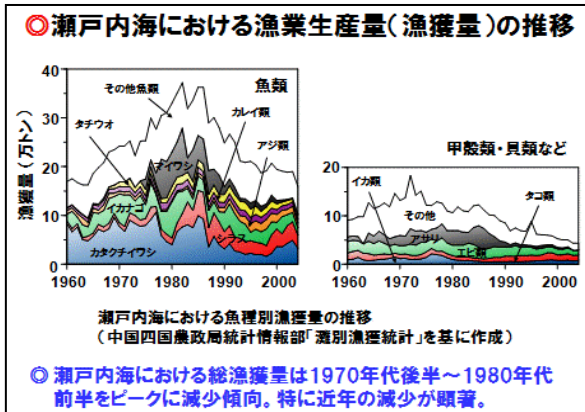 ◎瀬戸内海における漁業生産量(漁獲量)の推移
漁獲量(万トン)
40
30
20
10
0
1960 1970 1980 1990 2000
魚類
その他魚類
タチウオ
カレイ類
アジ類
マイワシ
イカナゴ
シラス
カタクチイワシ
甲殻類・貝類など
20
10
0
1960 1970 1980 1990 2000
イカ類
タコ類
その他
アサリ
エビ類
瀬戸内海における魚種別漁獲量の推移
(中国四国農政局統計情報部「灘別漁獲統計」を基に作成)
◎ 瀬戸内海における総漁獲量は1970年代後半~1980年代
前半をピークに減少傾向。特に近年の減少が顕著。